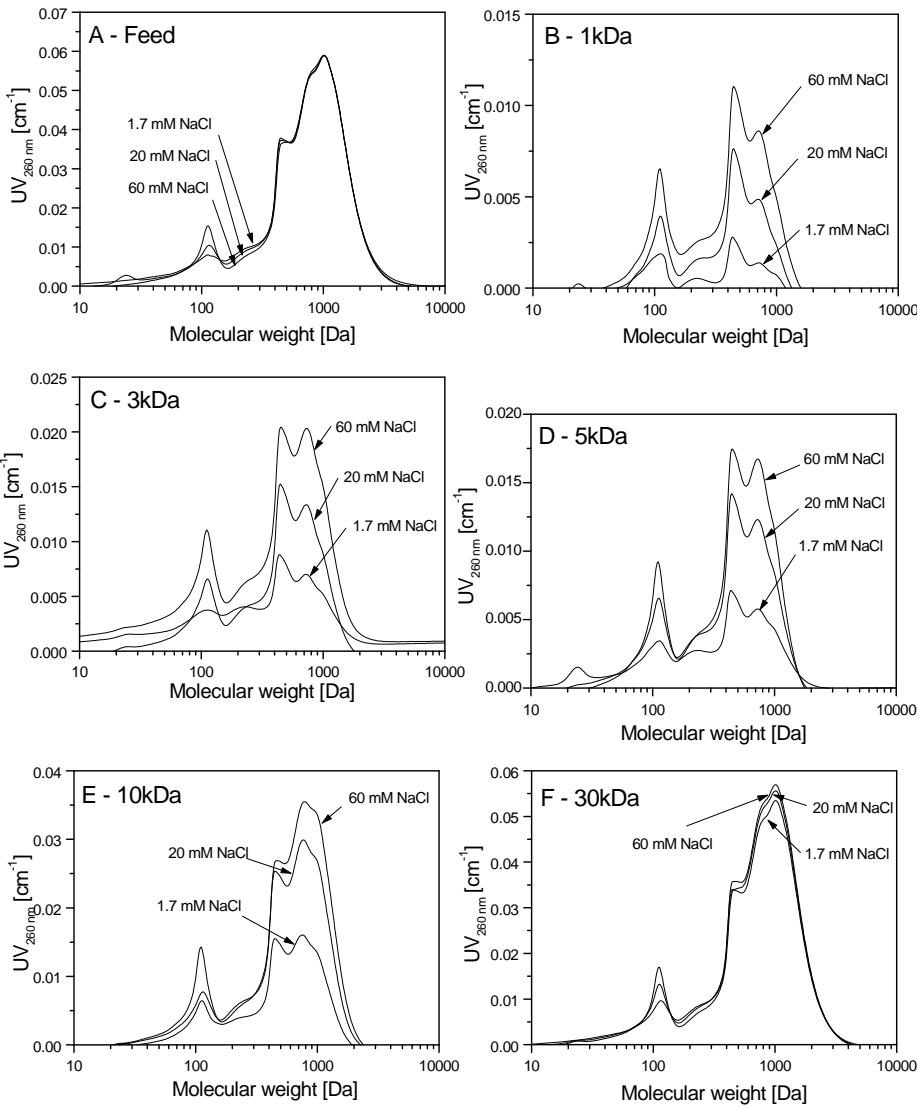 A - Feed
0.07
0.06
0.05
0.04
0.03
0.02
0.01
0.00
UV260 nm [cm-1]
1.7 mM NaCl
20 mM NaCl
60 mM NaCl
10 100 1000 10000
Molecular weight [Da]
B - 1kDa
0.015
0.010
0.005
0.000
UV260 nm [cm-1]
60 mM NaCl
20 mM NaCl
1.7 mM NaCl
10 100 1000 10000
Molecular weight [Da]
C - 3kDa
0.025
0.020
0.015
0.010
0.005
0.000
UV260 nm [cm-1]
60 mM NaCl
20 mM NaCl
1.7 mM NaCl
10 100 1000 10000
Molecular weight [Da]
D - 5kDa
0.020
0.015
0.010
0.005
0.000
UV260 nm [cm-1]
60 mM NaCl
20 mM NaCl
1.7 mM NaCl
10 100 1000 10000
Molecular weight [Da]
E - 10kDa
0.04
0.03
0.02
0.01
0.00
UV260 nm [cm-1]
60 mM NaCl
20 mM NaCl
1.7 mM NaCl
10 100 1000 10000
Molecular weight [Da]
F - 30kDa
0.06
0.05
0.04
0.03
0.02
0.01
0.00
UV260 nm [cm-1]
20 mM NaCl
60 mM NaCl
1.7 mM NaCl
10 100 1000 10000
Molecular weight [Da]